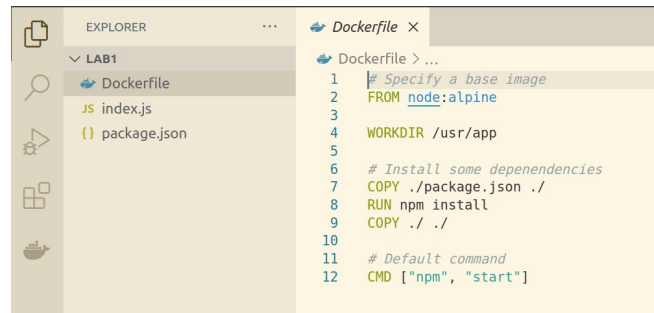 EXPLORER
LAB1
Dockerfile
JS index.js
{} package.json
Dockerfile ×
Dockerfile > ...
1 # Specify a base image
2 FROM node:alpine
3
4 WORKDIR /usr/app
5
6 # Install some depenendencies
7 COPY ./package.json ./
8 RUN npm install
9 COPY ./ ./
10
11 # Default command
12 CMD ["npm", "start"]